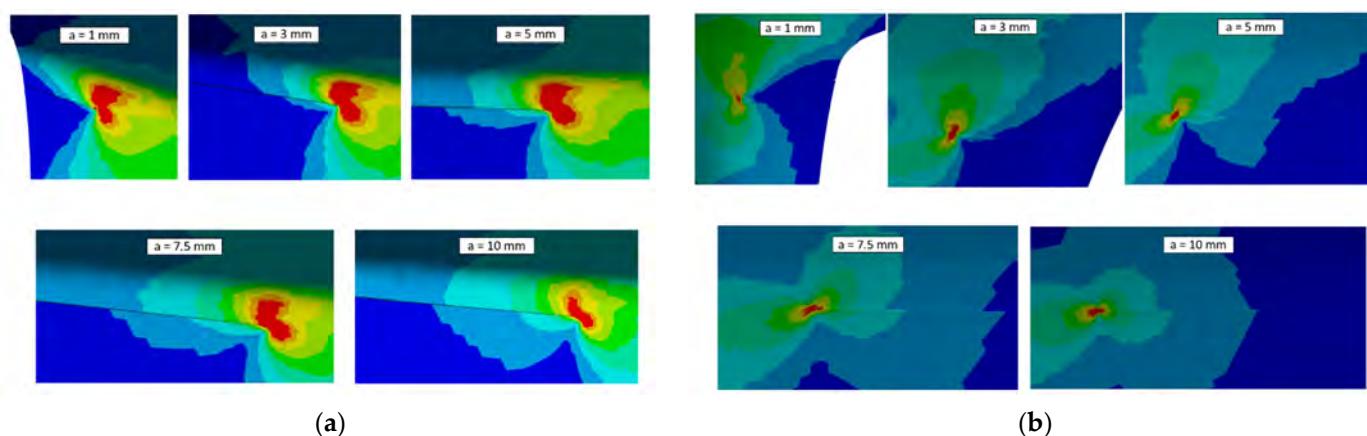 a = 1 mm
a = 3 mm
a = 5 mm
a = 7.5 mm
a = 10 mm
(a)
a = 1 mm
a = 3 mm
a = 5 mm
a = 7.5 mm
a = 10 mm
(b)